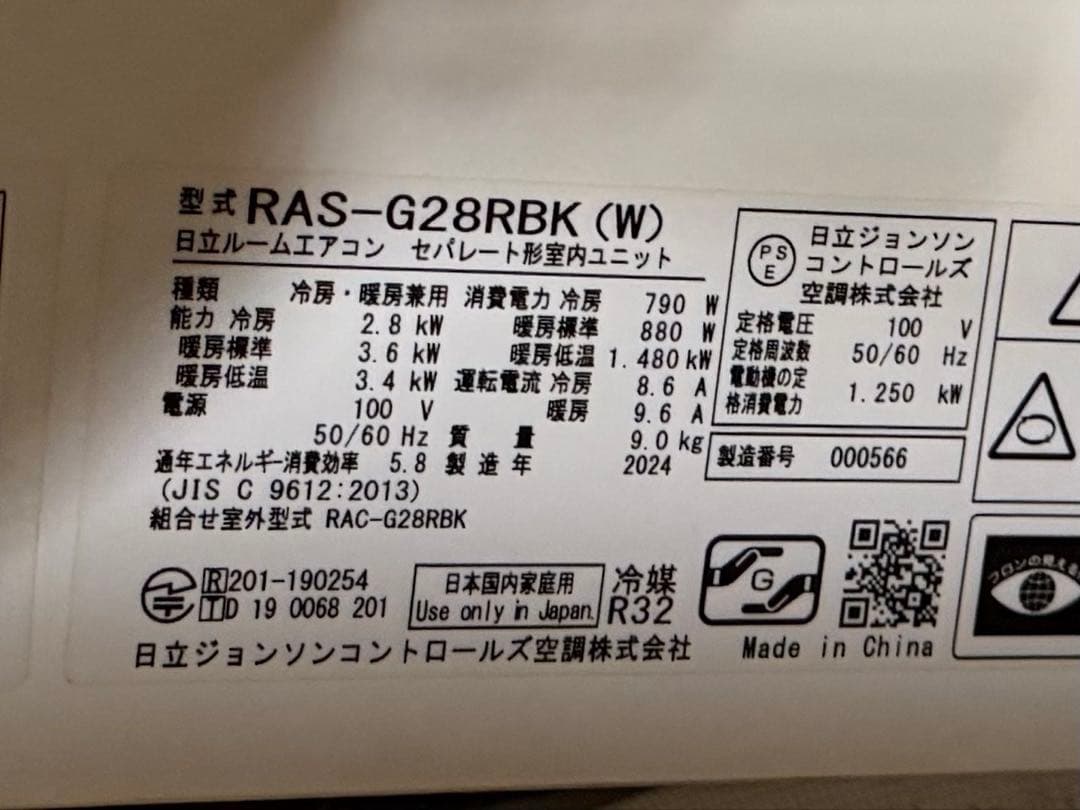 型式 RAS-G28RBK(W)
日立ルームエアコン セパレート形室内ユニット
種類 冷房・暖房兼用
能力 冷房 2.8 kW
暖房標準 3.6 kW
暖房低温 3.4 kW
電源 100 V
50/60 Hz
通年エネルギー消費効率 5.8
(JIS C 9612:2013)
組合せ室外型式 RAC-G28RBK
消費電力 冷房 790 W
暖房標準 880 W
暖房低温 1.480 kW
運転電流 冷房 8.6 A
暖房 9.6 A
質量 9.0 kg
製造年 2024
PSE
日立ジョンソン
コントロールズ
空調株式会社
定格電圧 100 V
定格周波数 50/60 Hz
電動機の定
格消費電力 1.250 kW
製造番号 000566
R 201-190254
T D 19 0068 201
日本国内家庭用
Use only in Japan.
冷媒
R32
G
フロンの見える
日立ジョンソンコントロールズ空調株式会社
Made in China